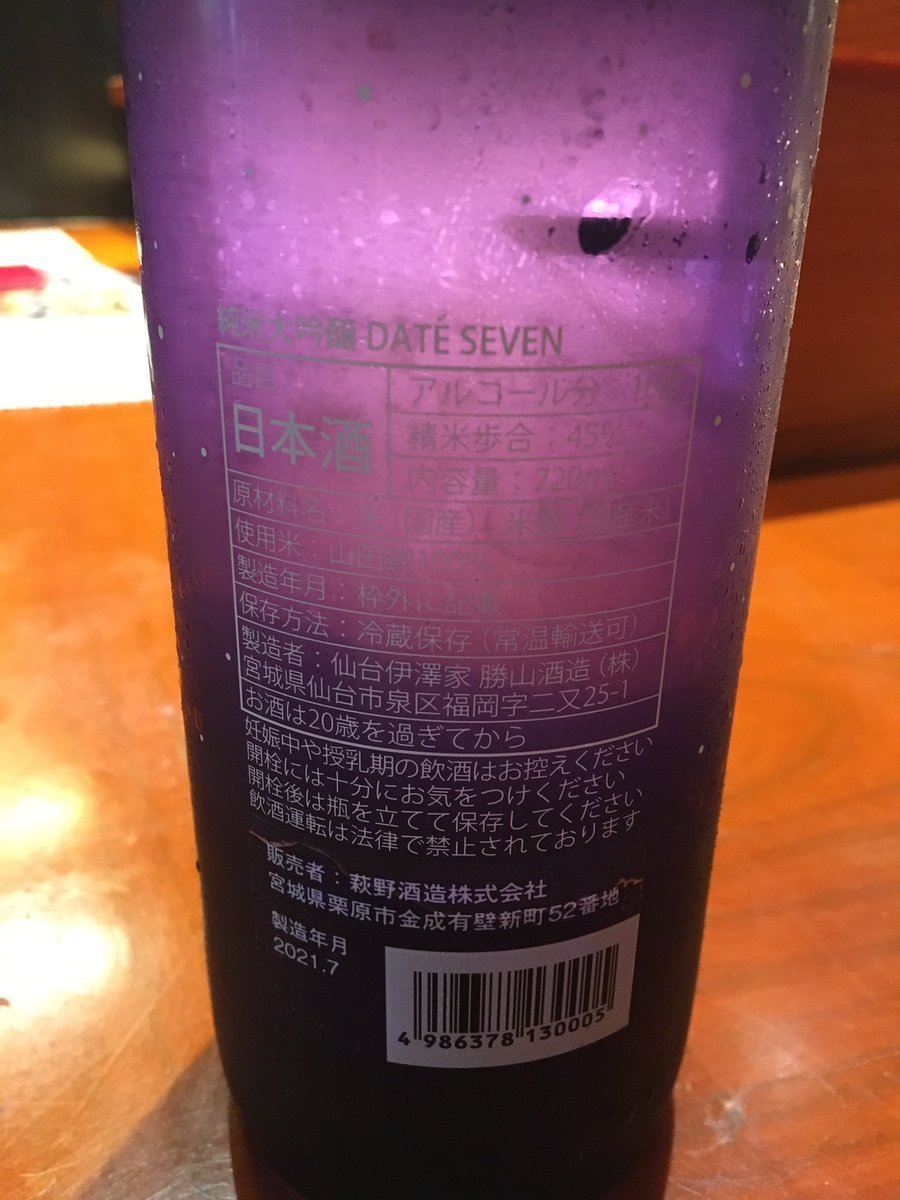 純米大吟醸 DATÉ SEVEN
品目
日本酒
アルコール分：
精米歩合：45%
内容量：720ml
原材料名：米（国産）、米麹（国産米）
使用米：山田錦100%
製造年月：枠外に記載
保存方法：冷蔵保存（常温輸送可）
製造者：仙台伊澤家 勝山酒造（株）
宮城県仙台市泉区福岡字二又25-1
お酒は20歳を過ぎてから
妊娠中や授乳期の飲酒はお控えください
開栓には十分にお気をつけください
開栓後は瓶を立てて保存してください
飲酒運転は法律で禁止されております
販売者：萩野酒造株式会社
宮城県栗原市金成有壁新町52番地
製造年月
2021.7
4 986378 130005